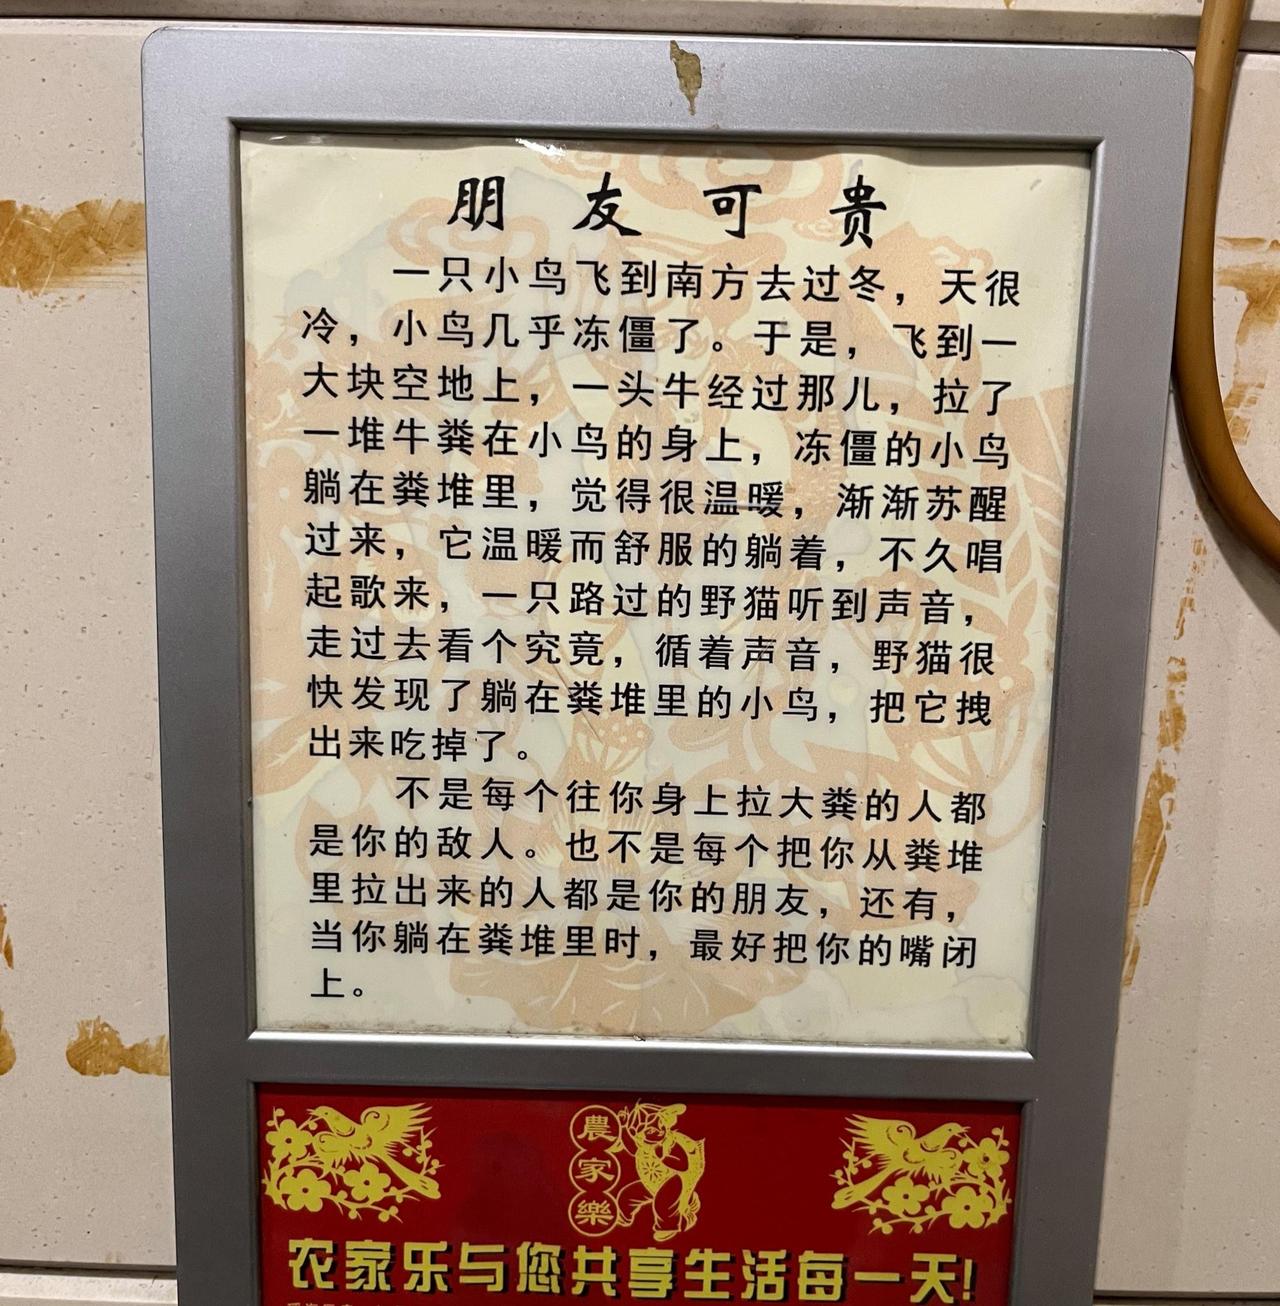 朋友可贵
一只小鸟飞到南方去过冬，天很
冷，小鸟几乎冻僵了。于是，飞到一
大块空地上，一头牛经过那儿，拉了
一堆牛粪在小鸟的身上，冻僵的小鸟
躺在粪堆里，觉得很温暖，渐渐苏醒
过来，它温暖而舒服的躺着，不久唱
起歌来，一只路过的野猫听到声音，
走过去看个究竟，循着声音，野猫很
快发现了躺在粪堆里的小鸟，把它拽
出来吃掉了。
不是每个往你身上拉大粪的人都
是你的敌人。也不是每个把你从粪堆
里拉出来的人都是你的朋友，还有，
当你躺在粪堆里时，最好把你的嘴闭
上。
農家樂
农家乐与您共享生活每一天!